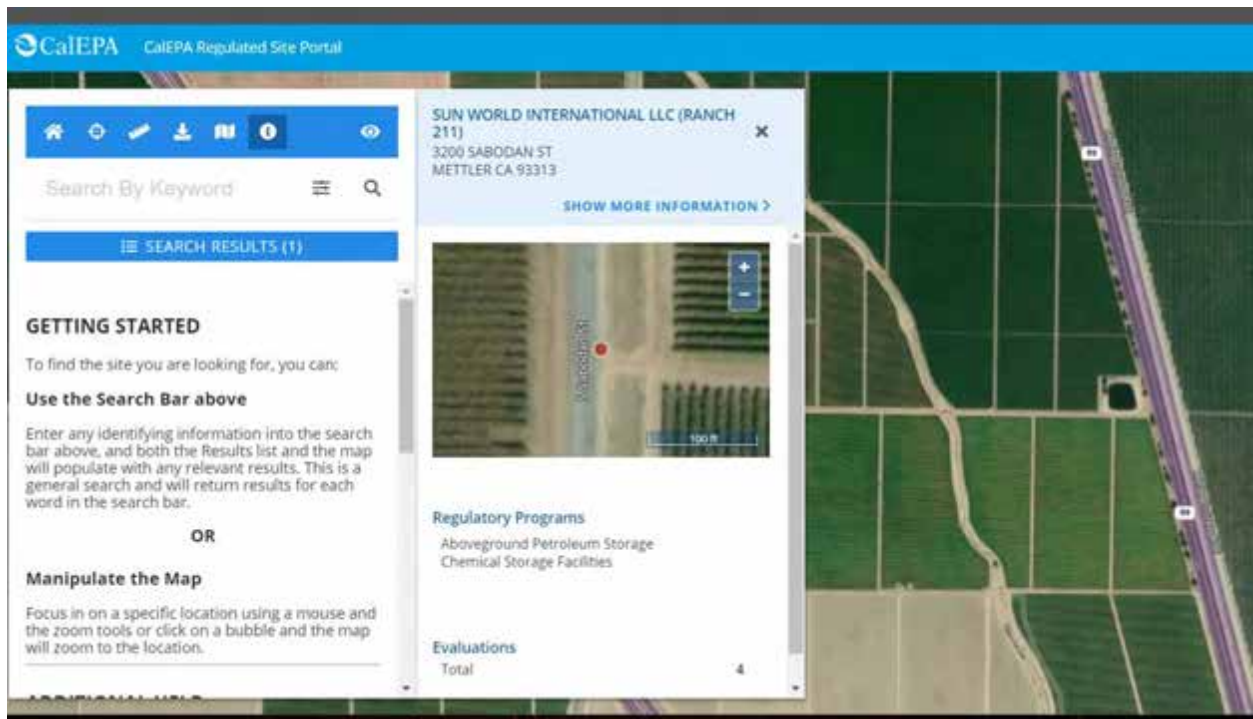 CalEPA CalEPA Regulated Site Portal
Search By Keyword
SEARCH RESULTS (1)
GETTING STARTED
To find the site you are looking for, you can:
Use the Search Bar above
Enter any identifying information into the search
bar above, and both the Results list and the map
will populate with any relevant results. This is a
general search and will return results for each
word in the search bar.
OR
Manipulate the Map
Focus in on a specific location using a mouse and
the zoom tools or click on a bubble and the map
will zoom to the location.
SUN WORLD INTERNATIONAL LLC (RANCH
211)
3200 SABODAN ST
METTLER CA 93313
SHOW MORE INFORMATION >
+
−
Sabodan St
100 ft
Regulatory Programs
Aboveground Petroleum Storage
Chemical Storage Facilities
Evaluations
Total 4
99
99